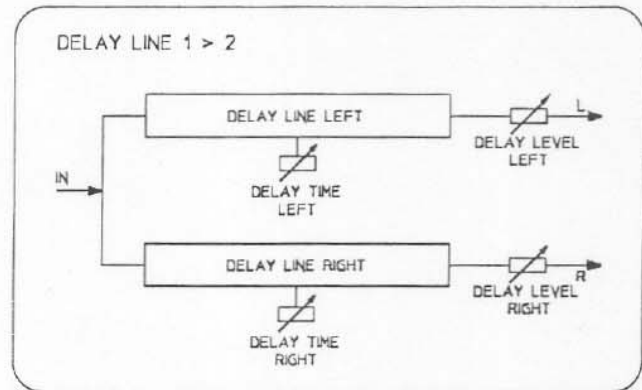 DELAY LINE 1 > 2
DELAY LINE LEFT
L
DELAY LEVEL
LEFT
DELAY TIME
LEFT
IN
DELAY LINE RIGHT
R
DELAY LEVEL
RIGHT
DELAY TIME
RIGHT